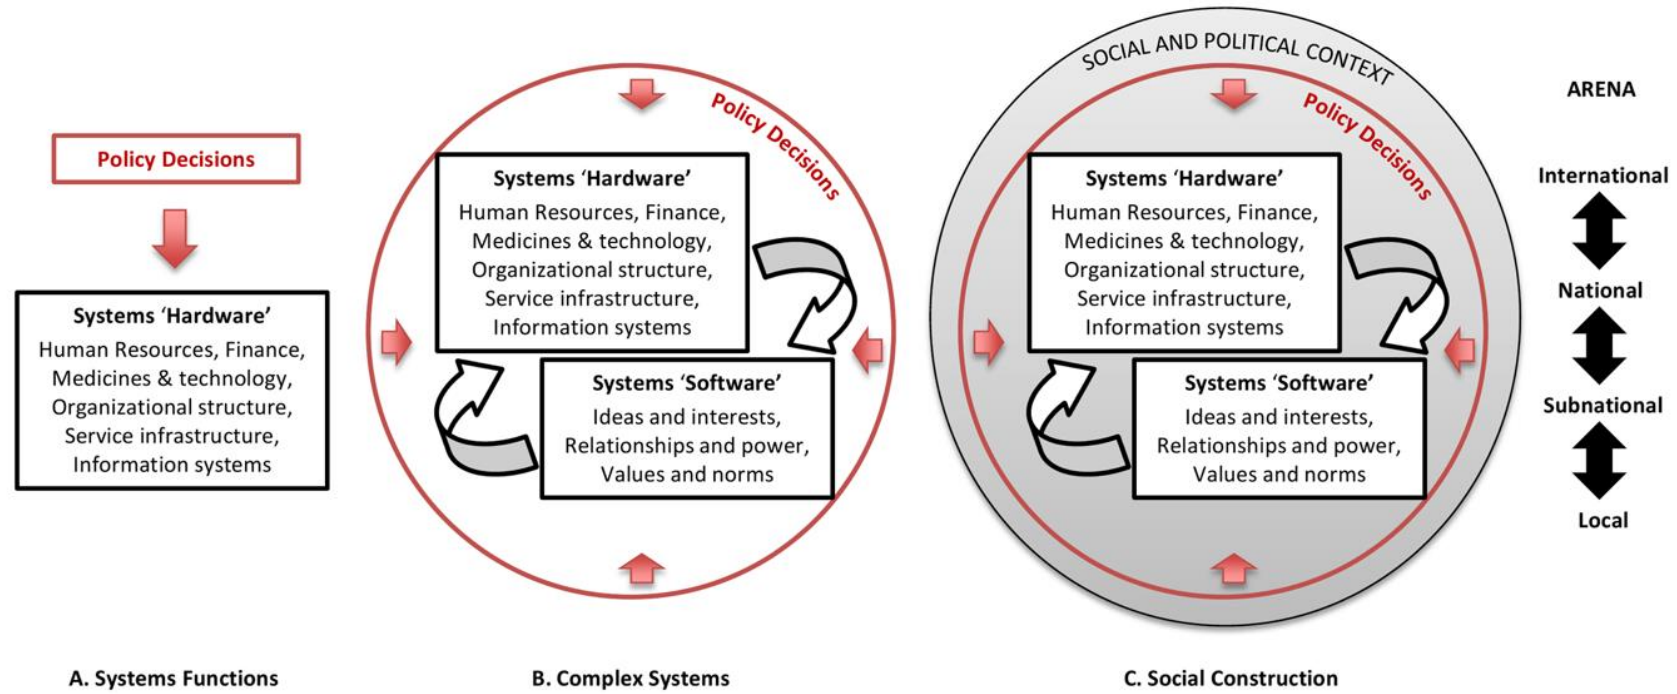 Policy Decisions
Systems ‘Hardware’
Human Resources, Finance,
Medicines & technology,
Organizational structure,
Service infrastructure,
Information systems
A. Systems Functions
Policy Decisions
Systems ‘Hardware’
Human Resources, Finance,
Medicines & technology,
Organizational structure,
Service infrastructure,
Information systems
Systems ‘Software’
Ideas and interests,
Relationships and power,
Values and norms
B. Complex Systems
SOCIAL AND POLITICAL CONTEXT
Policy Decisions
Systems ‘Hardware’
Human Resources, Finance,
Medicines & technology,
Organizational structure,
Service infrastructure,
Information systems
Systems ‘Software’
Ideas and interests,
Relationships and power,
Values and norms
C. Social Construction
ARENA
International
National
Subnational
Local